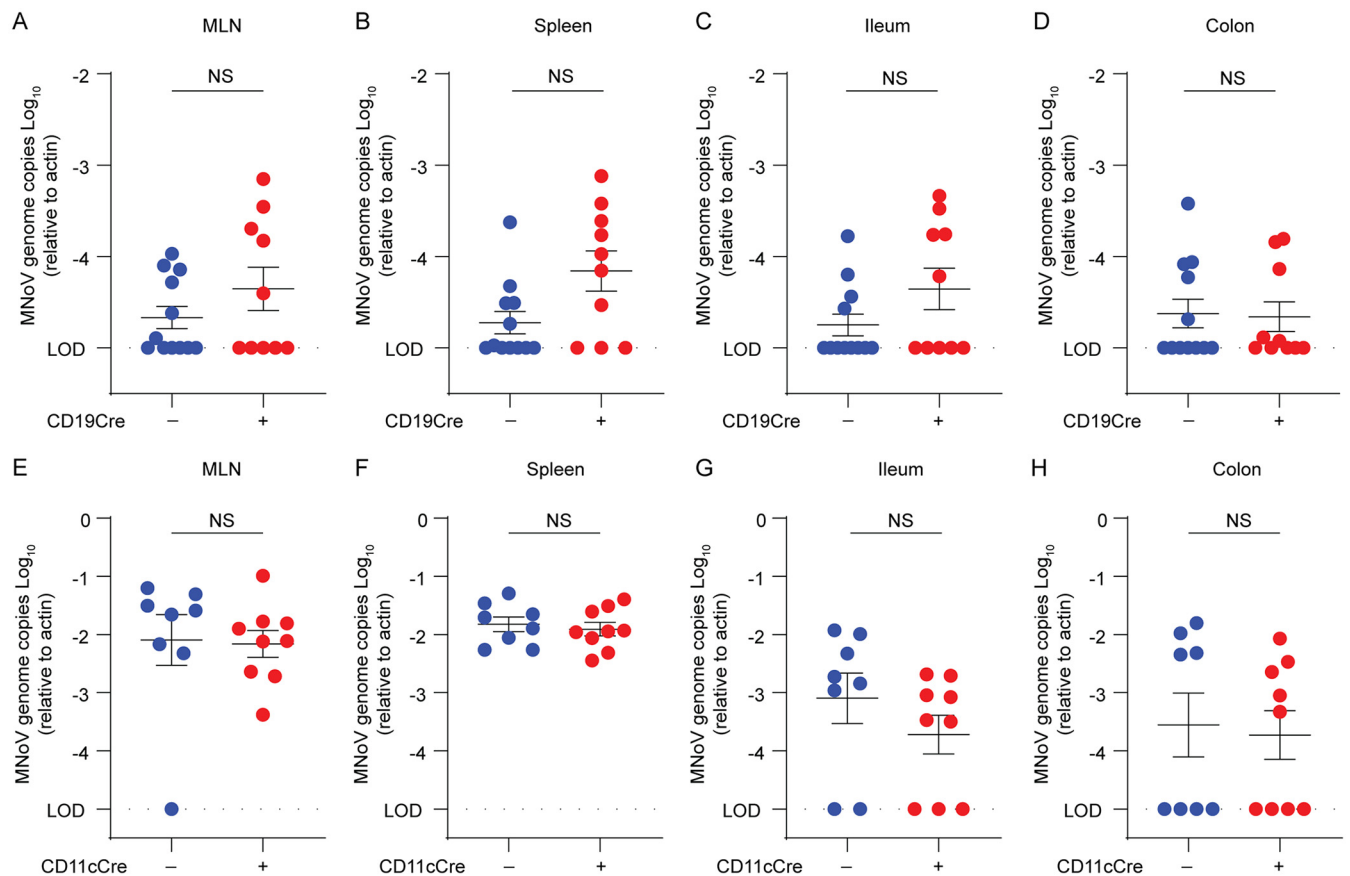 A
MLN
MNoV genome copies Log10
(relative to actin)
-2
-3
-4
LOD
NS
CD19Cre
–
+
B
Spleen
MNoV genome copies Log10
(relative to actin)
-2
-3
-4
LOD
NS
CD19Cre
–
+
C
Ileum
MNoV genome copies Log10
(relative to actin)
-2
-3
-4
LOD
NS
CD19Cre
–
+
D
Colon
MNoV genome copies Log10
(relative to actin)
-2
-3
-4
LOD
NS
CD19Cre
–
+
E
MLN
MNoV genome copies Log10
(relative to actin)
0
-1
-2
-3
-4
LOD
NS
CD11cCre
–
+
F
Spleen
MNoV genome copies Log10
(relative to actin)
0
-1
-2
-3
-4
LOD
NS
CD11cCre
–
+
G
Ileum
MNoV genome copies Log10
(relative to actin)
0
-1
-2
-3
-4
LOD
NS
CD11cCre
–
+
H
Colon
MNoV genome copies Log10
(relative to actin)
0
-1
-2
-3
-4
LOD
NS
CD11cCre
–
+